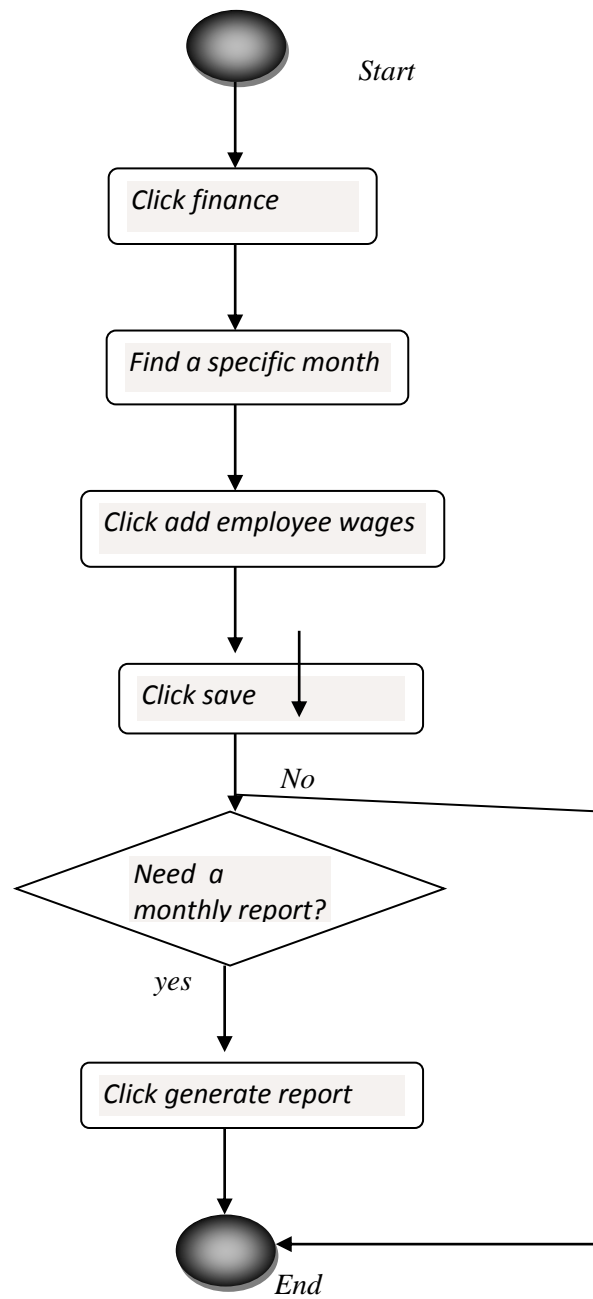 Start
Click finance
Find a specific month
Click add employee wages
Click save
No
Need a
monthly report?
yes
Click generate report
End